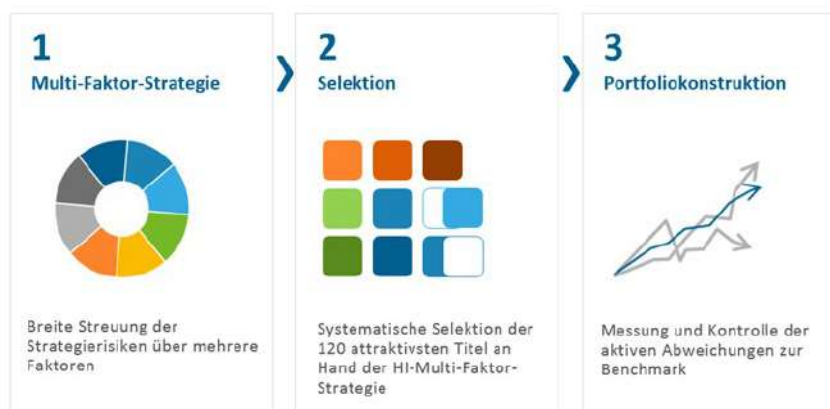 1
Multi-Faktor-Strategie
Breite Streuung der
Strategierisiken über mehrere
Faktoren
2
Selektion
Systematische Selektion der
120 attraktivsten Titel an
Hand der HI-Multi-Faktor-
Strategie
3
Portfoliokonstruktion
Messung und Kontrolle der
aktiven Abweichungen zur
Benchmark